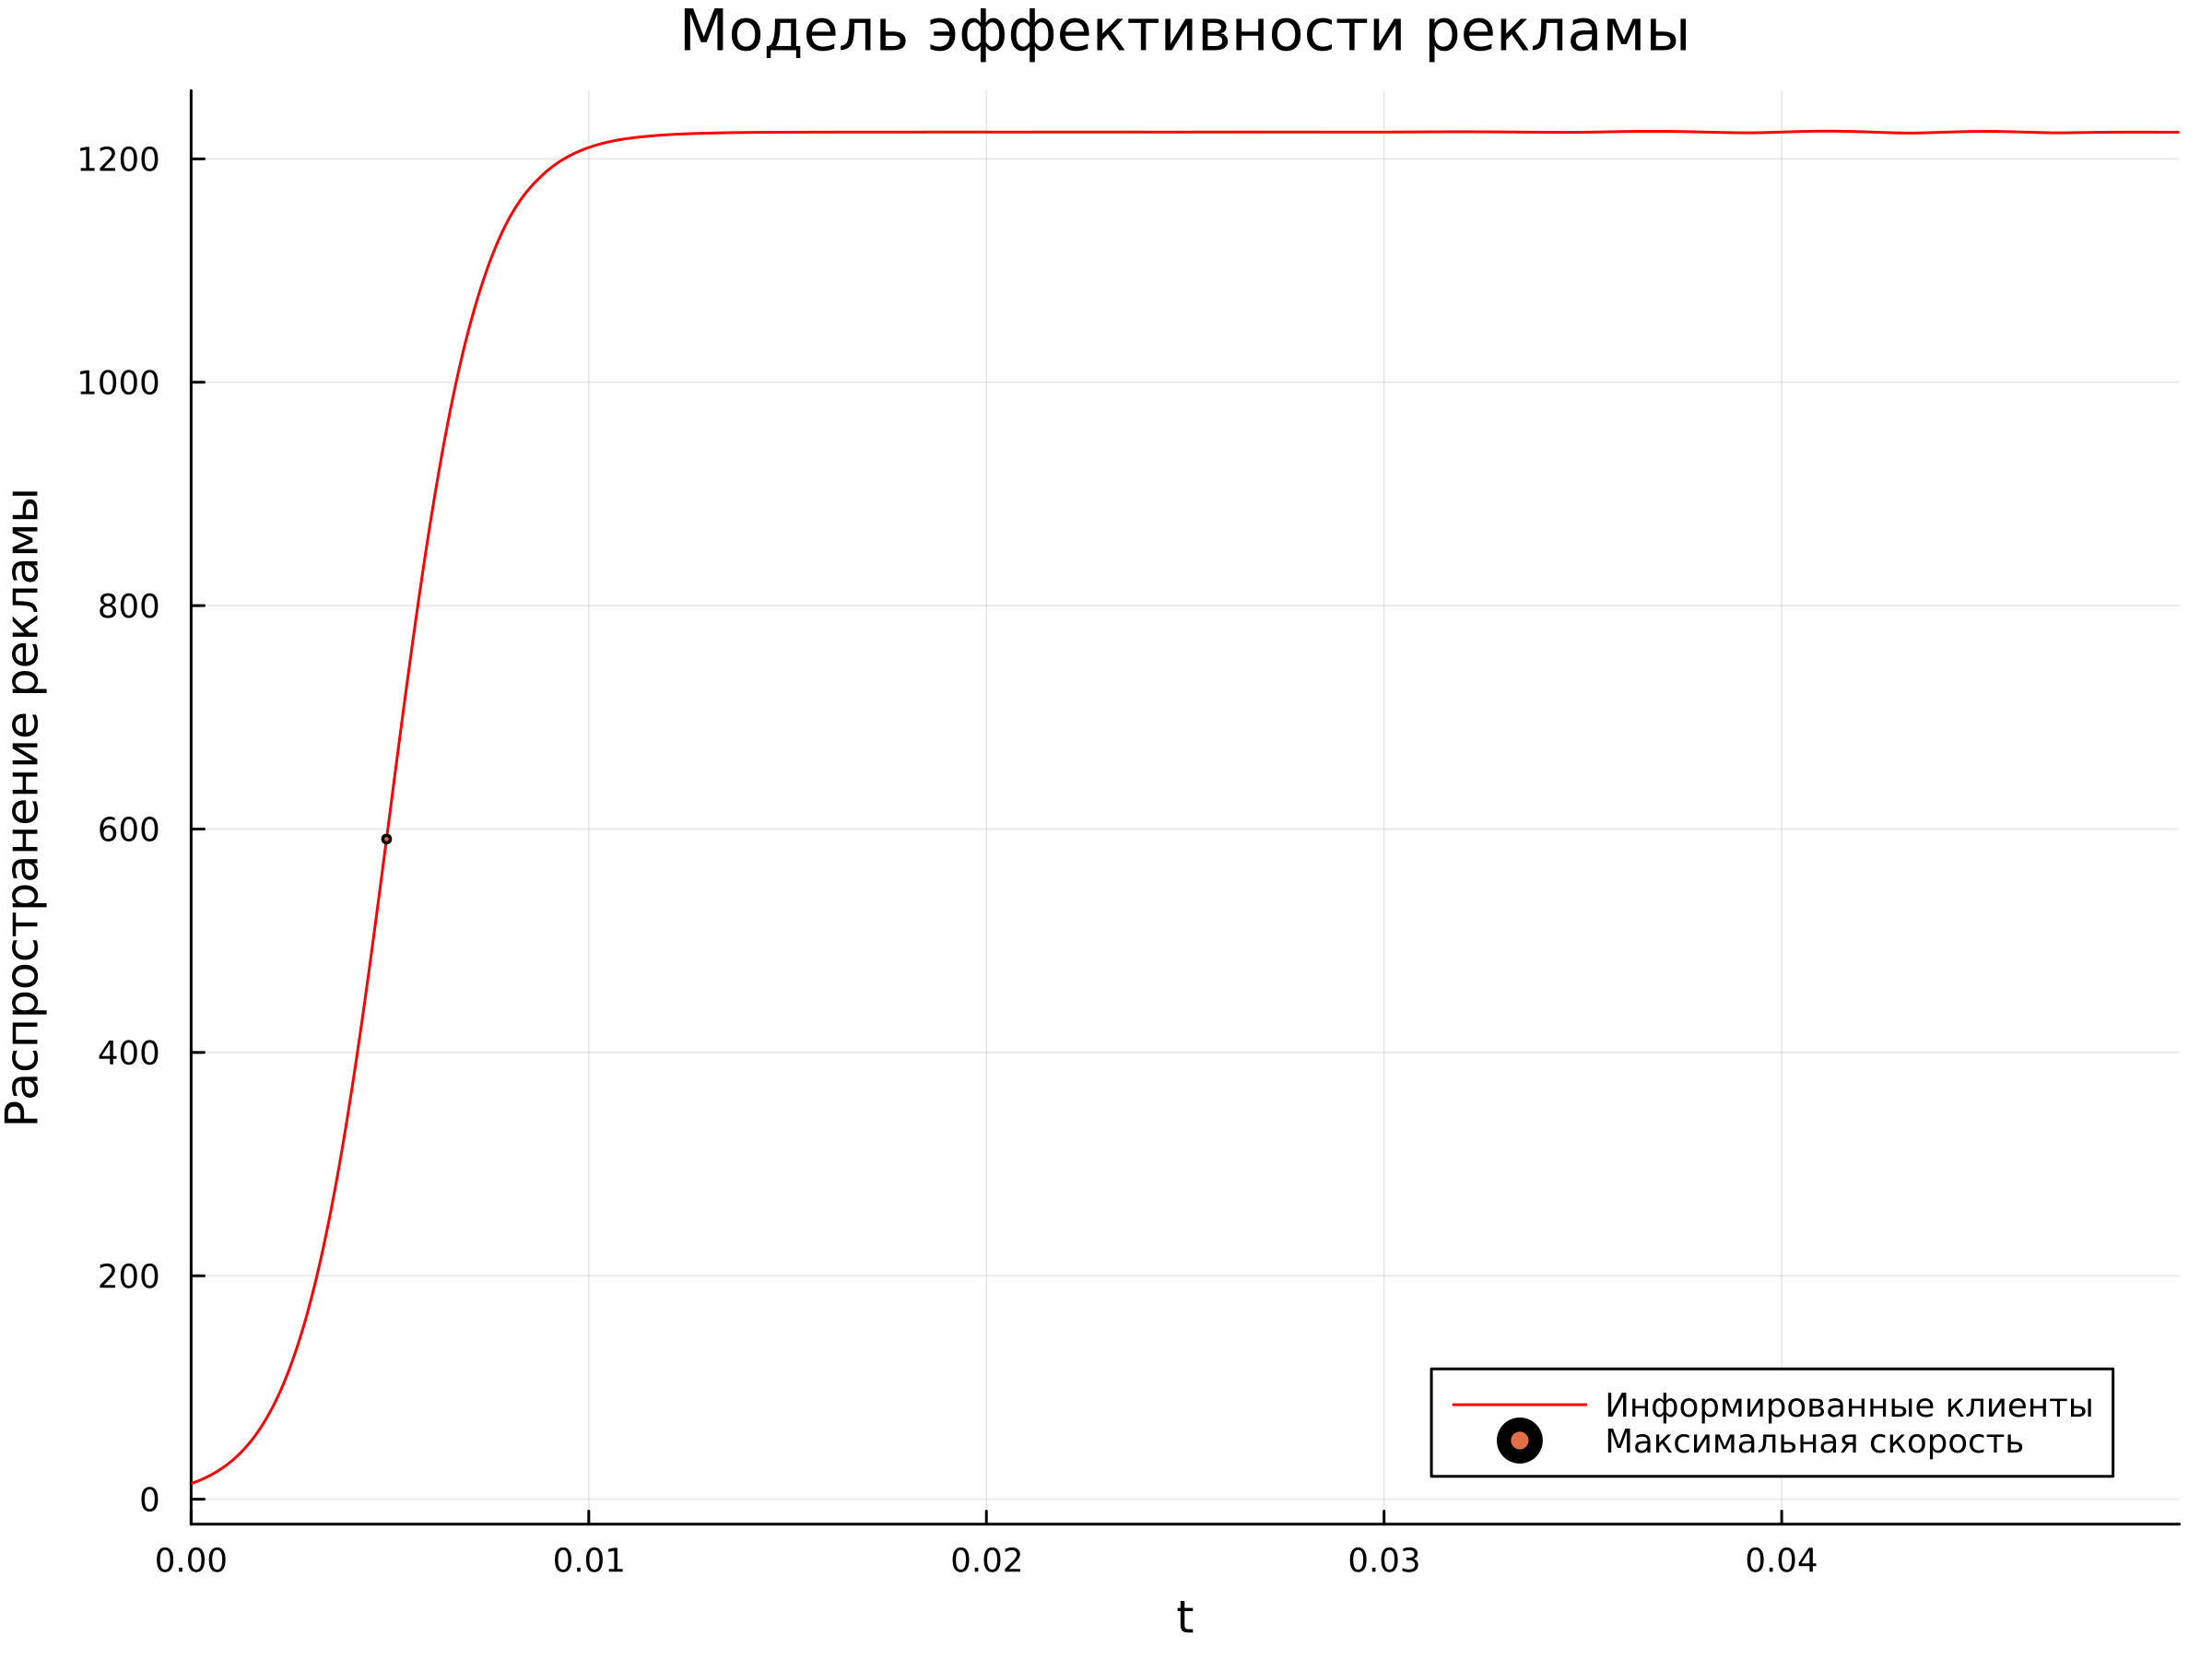 Модель эффективности рекламы
Распространение рекламы
1200
1000
800
600
400
200
0
0.00 0.01 0.02 0.03 0.04
t
Информированные клиенты
Максимальная скорость